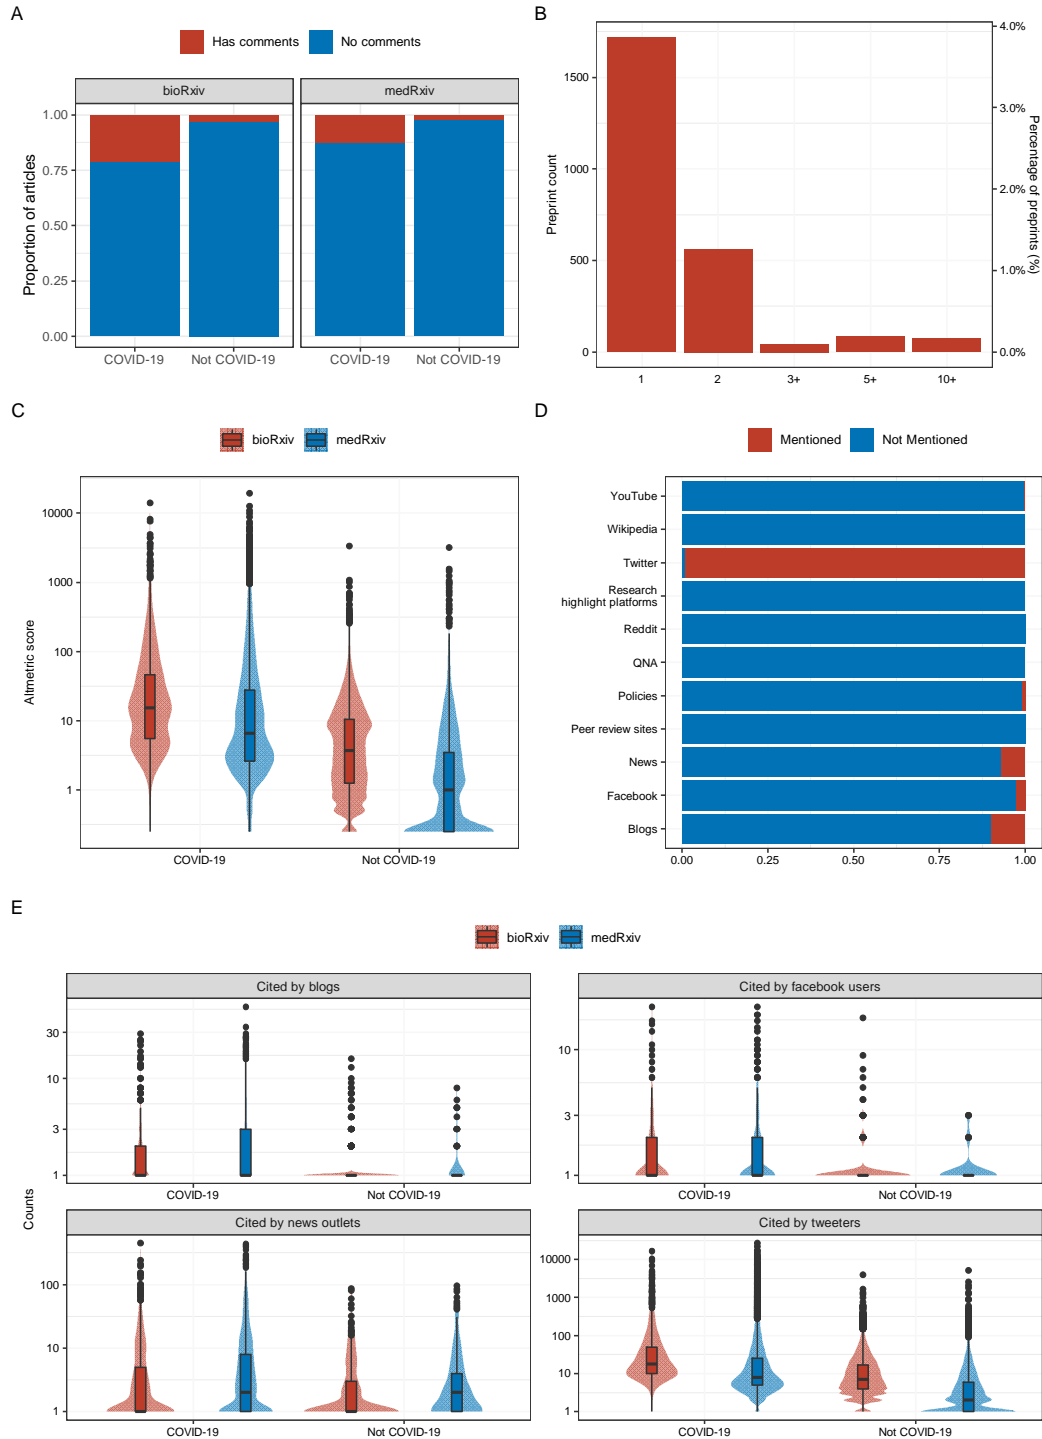 A
Has comments
No comments
bioRxiv
medRxiv
Proportion of articles
1.00
0.75
0.50
0.25
0.00
COVID-19
Not COVID-19
COVID-19
Not COVID-19
B
Preprint count
1500
1000
500
0
4.0%
3.0%
2.0%
1.0%
0.0%
Percentage of preprints (%)
1
2
3+
5+
10+
C
bioRxiv
medRxiv
Altmetric score
10000
1000
100
10
1
COVID-19
Not COVID-19
D
Mentioned
Not Mentioned
YouTube
Wikipedia
Twitter
Research
highlight platforms
Reddit
QNA
Policies
Peer review sites
News
Facebook
Blogs
0.00
0.25
0.50
0.75
1.00
E
bioRxiv
medRxiv
Counts
Cited by blogs
30
10
3
1
COVID-19
Not COVID-19
Cited by facebook users
10
3
1
COVID-19
Not COVID-19
Cited by news outlets
100
10
1
COVID-19
Not COVID-19
Cited by tweeters
10000
1000
100
10
1
COVID-19
Not COVID-19